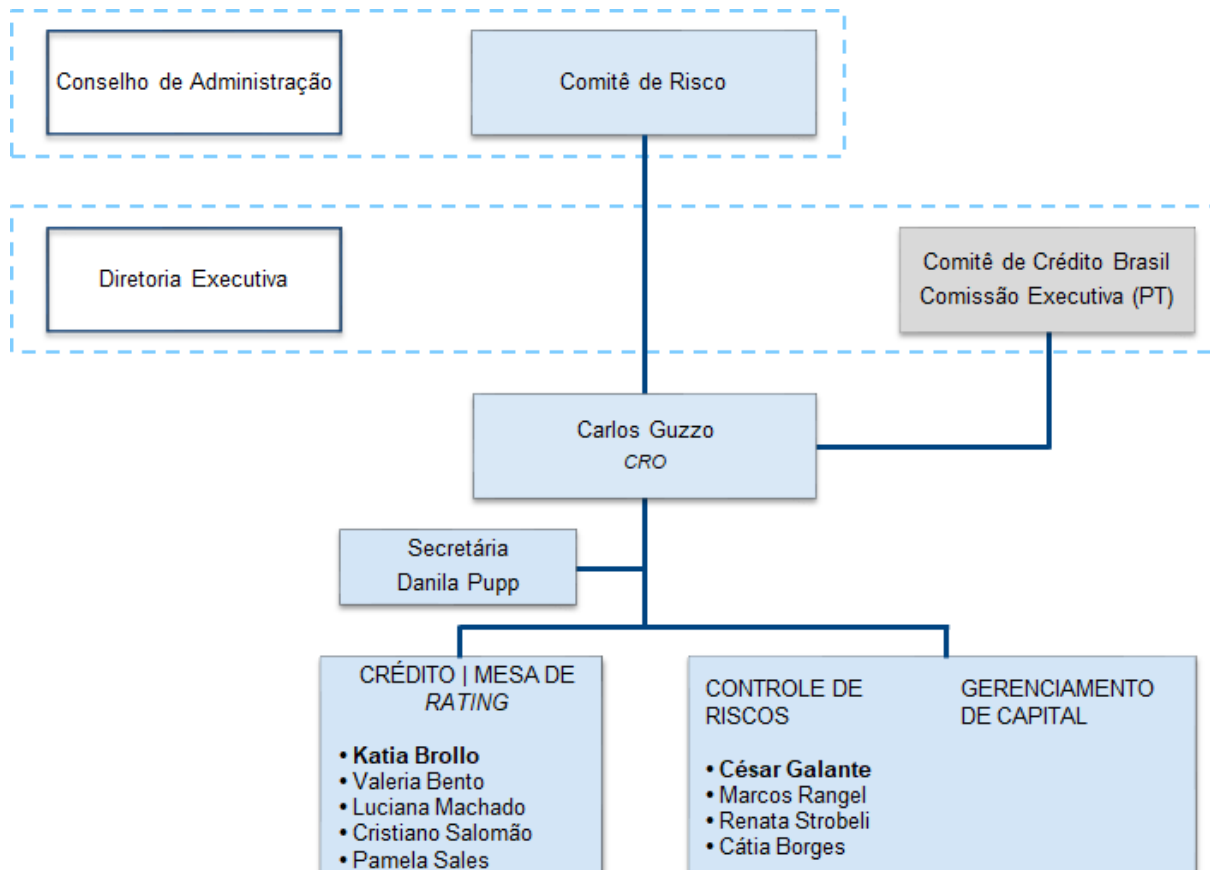 Conselho de Administração
Comitê de Risco
Diretoria Executiva
Comitê de Crédito Brasil
Comissão Executiva (PT)
Carlos Guzzo
CRO
Secretária
Danila Pupp
CRÉDITO | MESA DE
RATING
• Katia Brollo
• Valeria Bento
• Luciana Machado
• Cristiano Salomão
• Pamela Sales
CONTROLE DE
RISCOS
GERENCIAMENTO
DE CAPITAL
• César Galante
• Marcos Rangel
• Renata Strobeli
• Cátia Borges